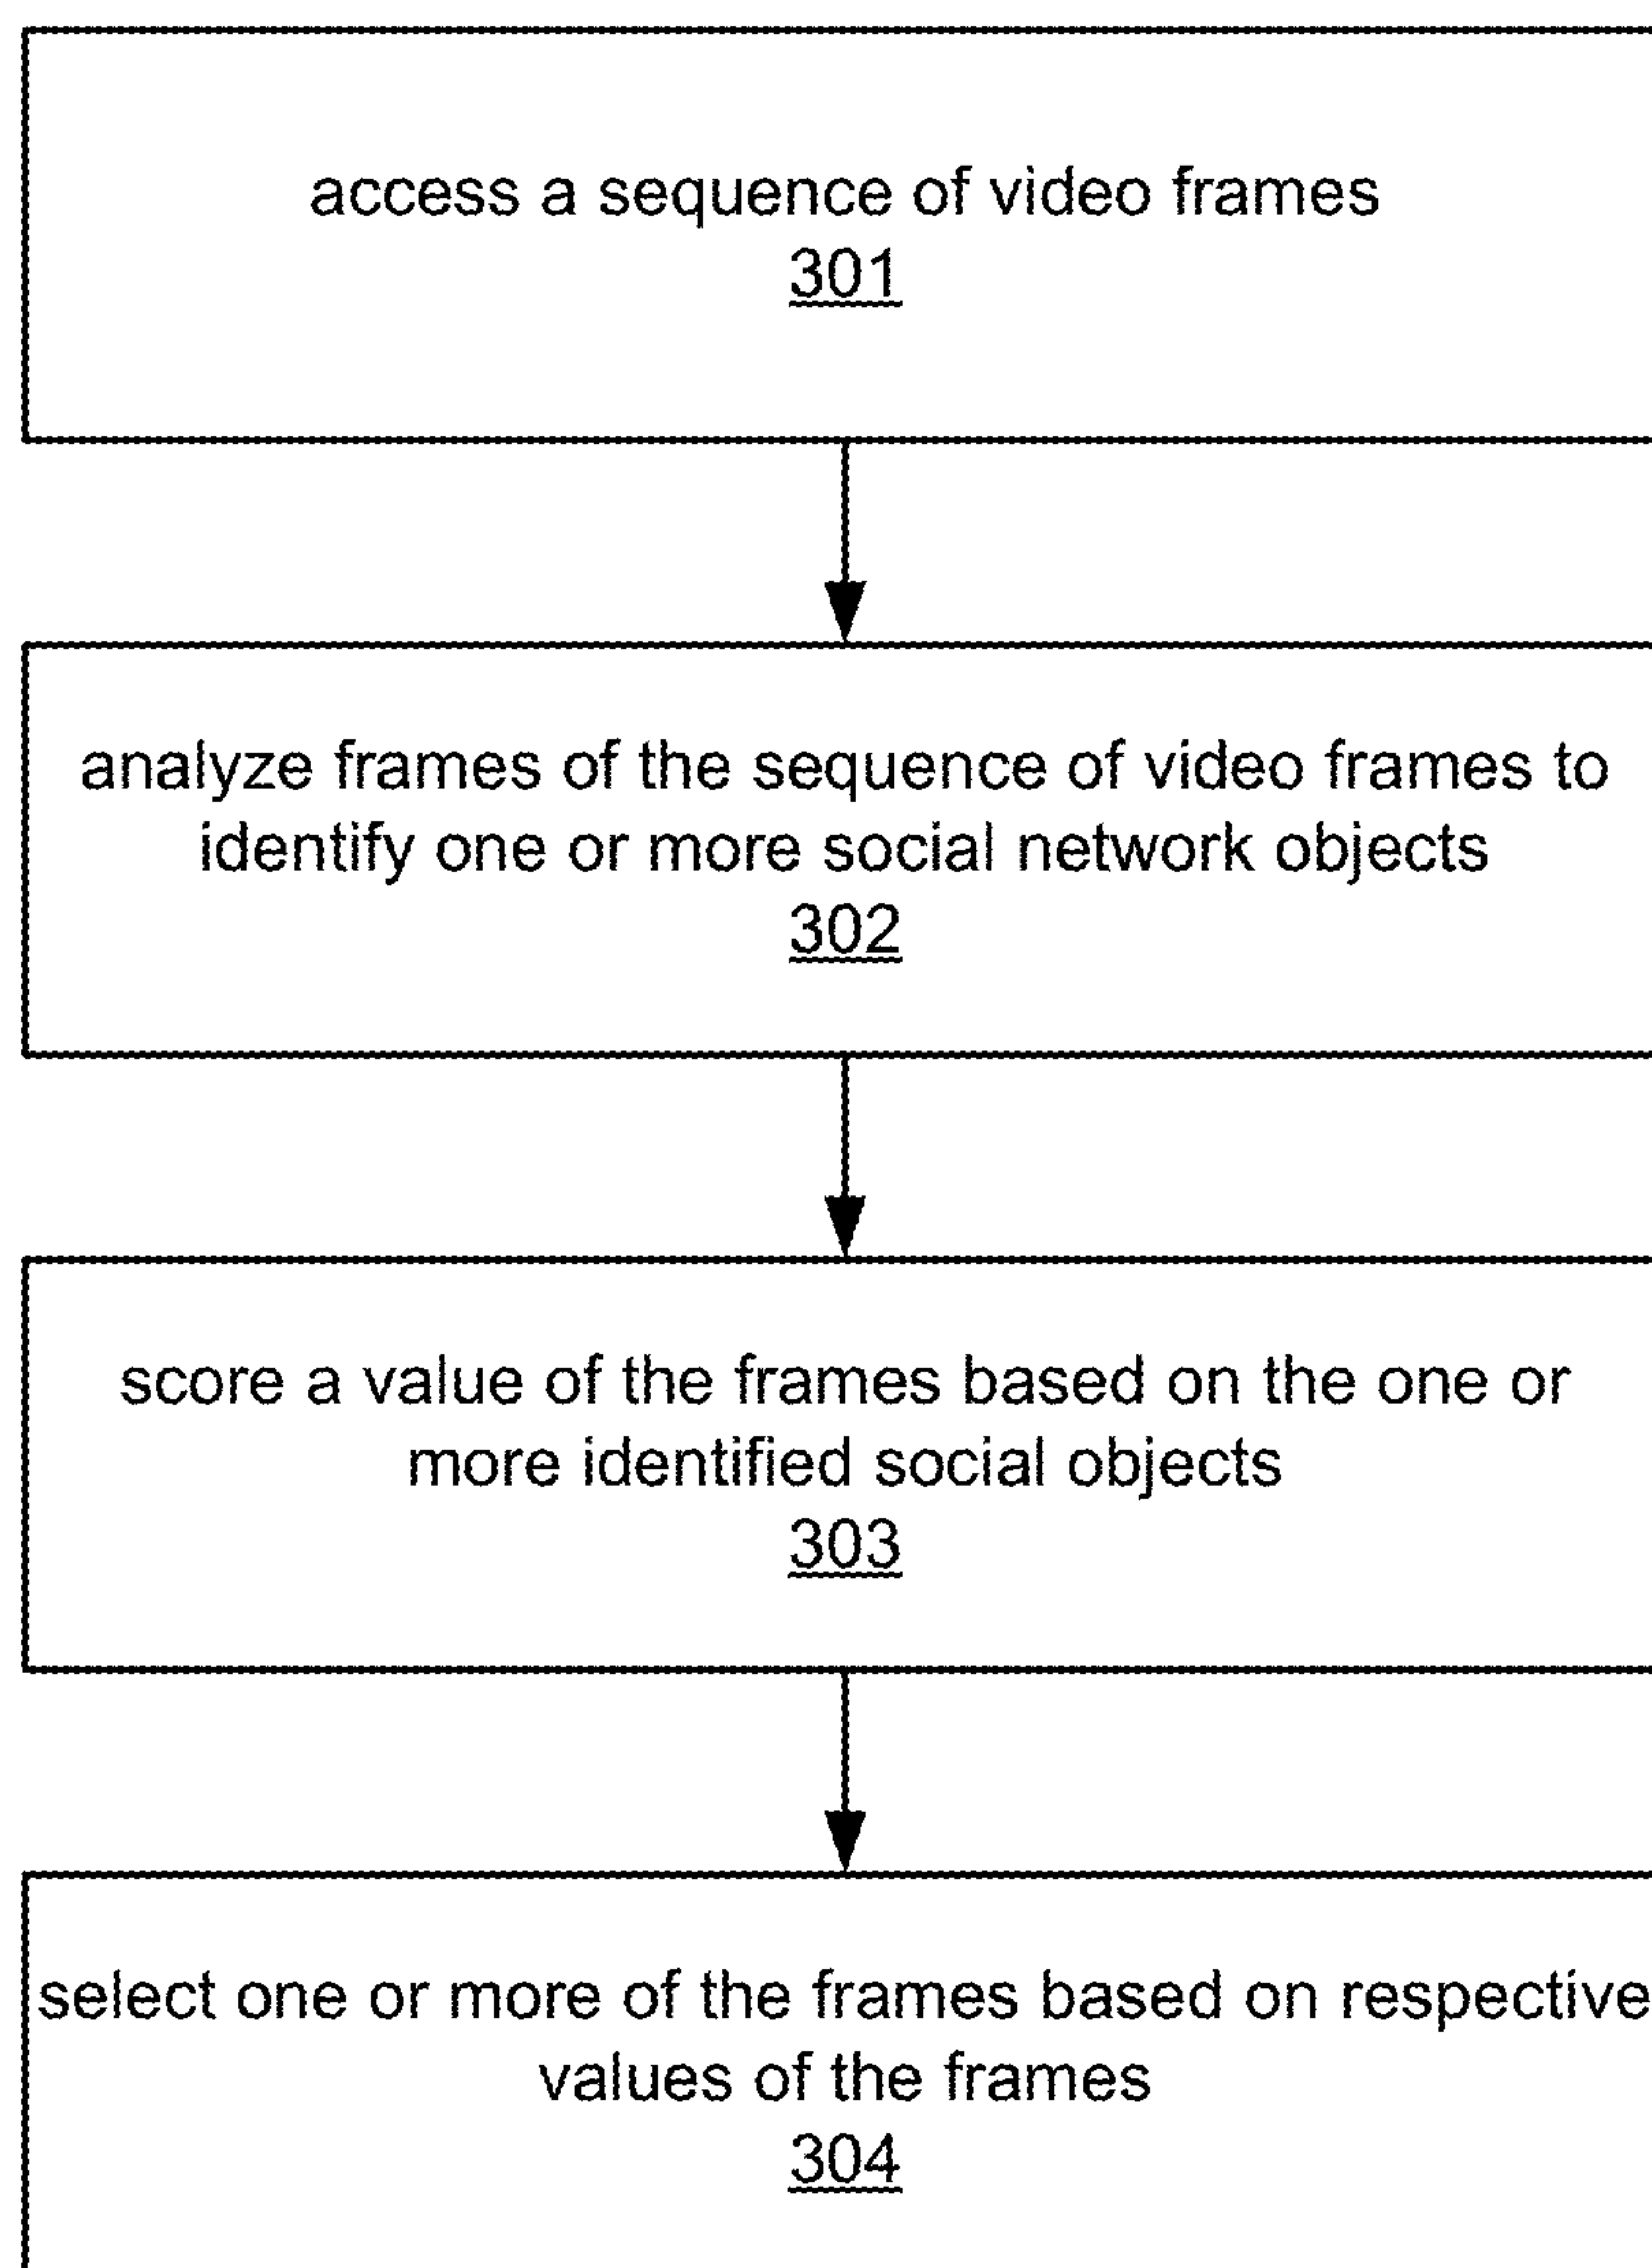 access a sequence of video frames
301
analyze frames of the sequence of video frames to
identify one or more social network objects
302
score a value of the frames based on the one or
more identified social objects
303
select one or more of the frames based on respective
values of the frames
304